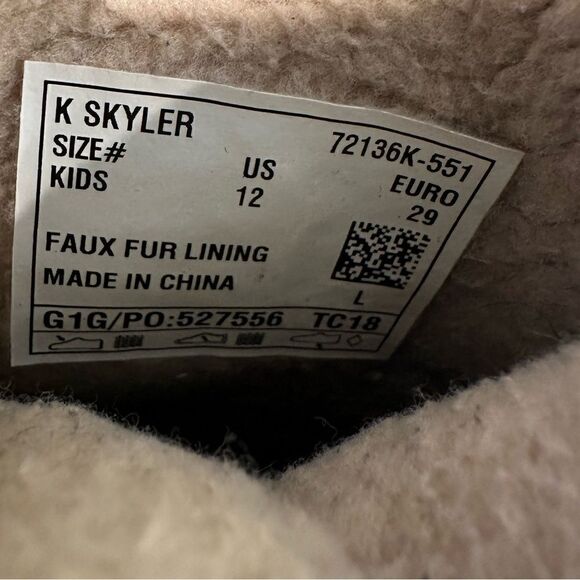 K SKYLER 72136K-551
SIZE# US EURO
KIDS 12 29
FAUX FUR LINING
MADE IN CHINA L
G1G/PO:527556 TC18